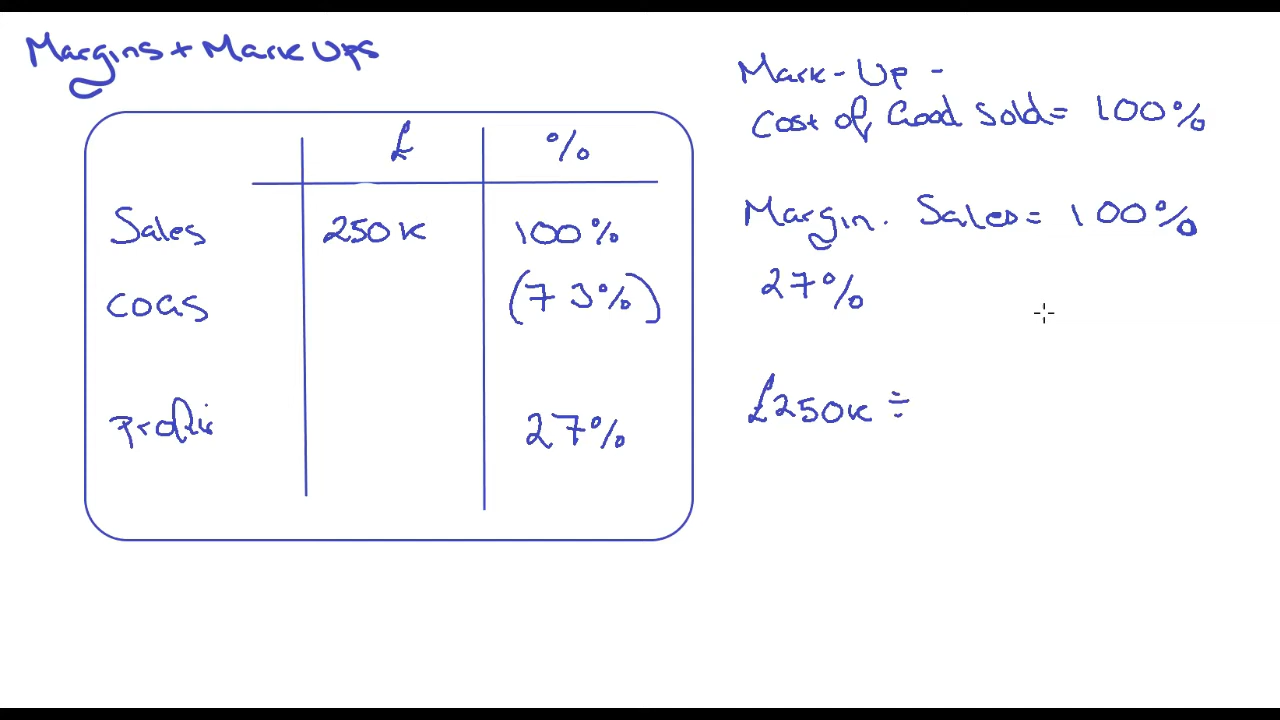 Margins + Mark Ups
£ %
Sales 250K 100%
COGS (73%)
Profi 27%
Mark-Up -
Cost of Good Sold = 100%
Margin. Sales = 100%
27%
£250K ÷